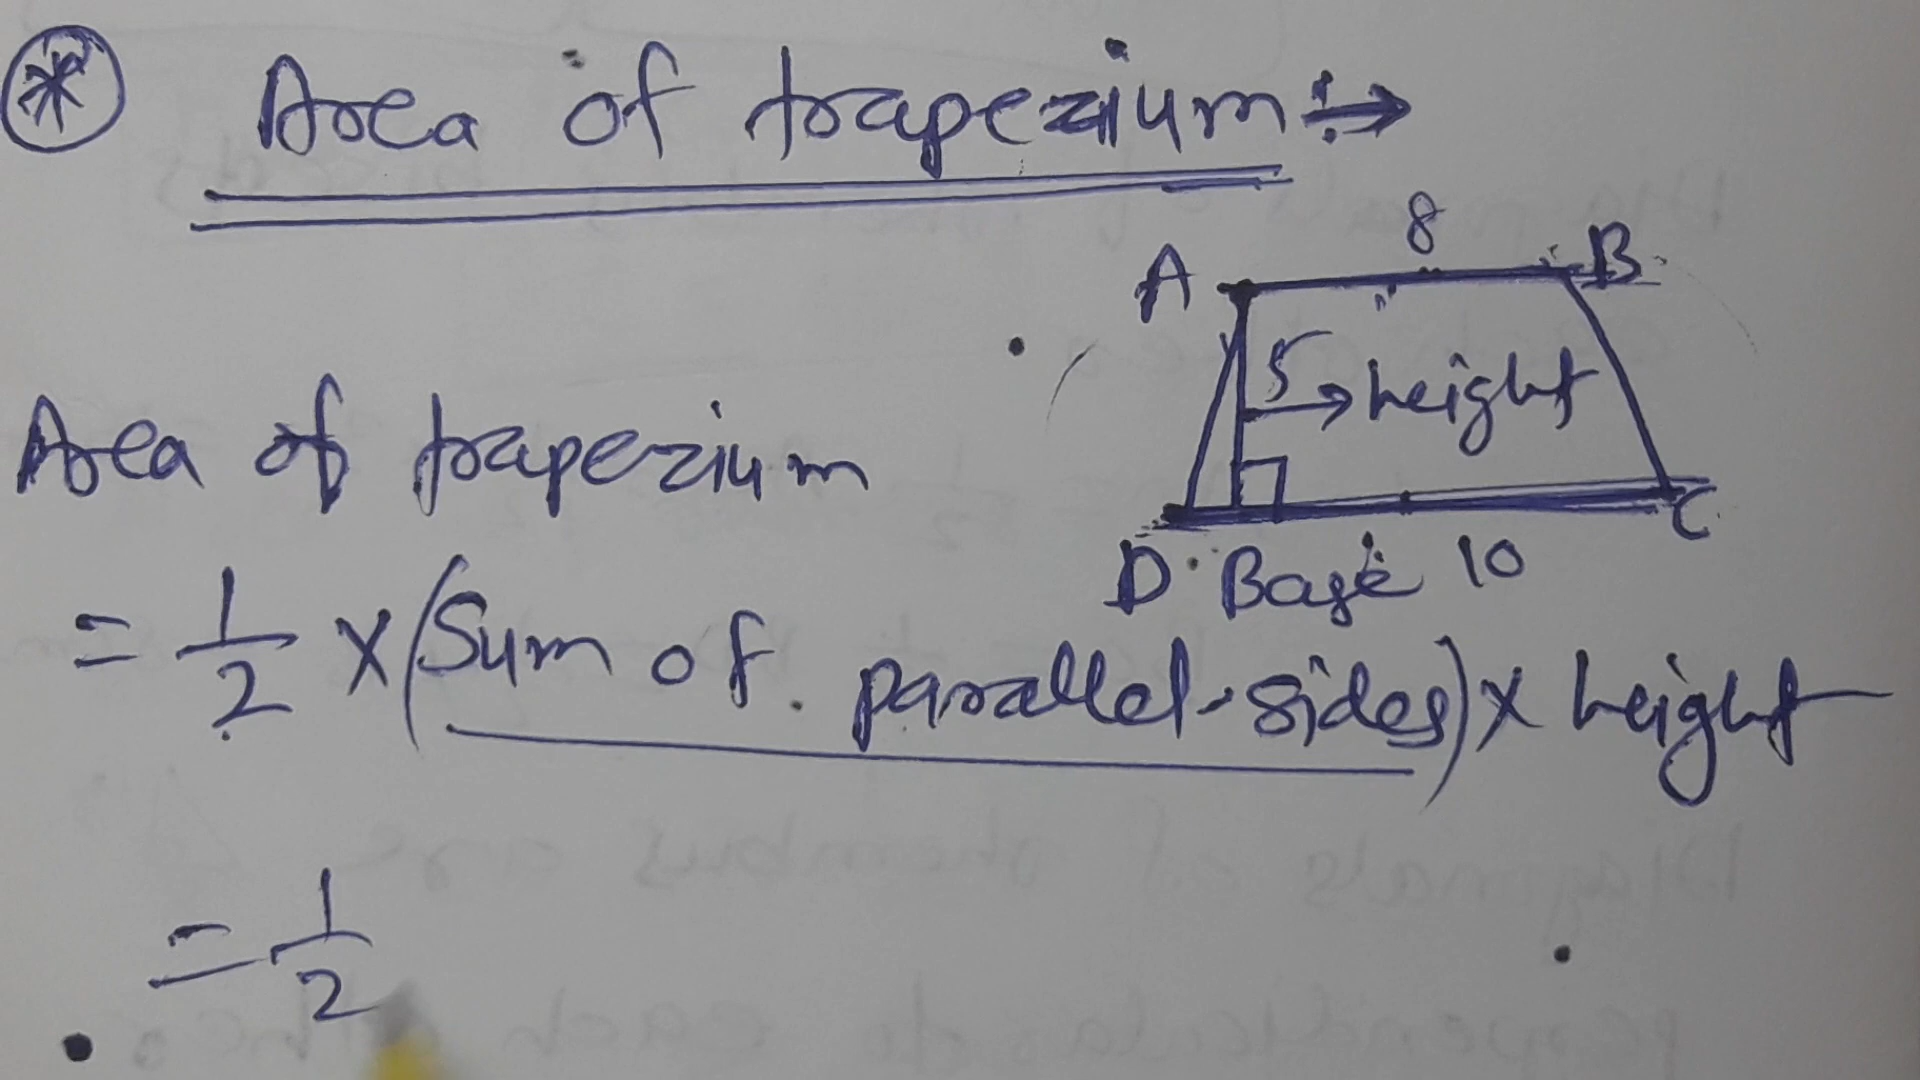 * Area of trapezium :→
8
A B
5 → height
Area of trapezium
D Base 10 C
= 1/2 × (Sum of parallel sides) × height
= 1/2